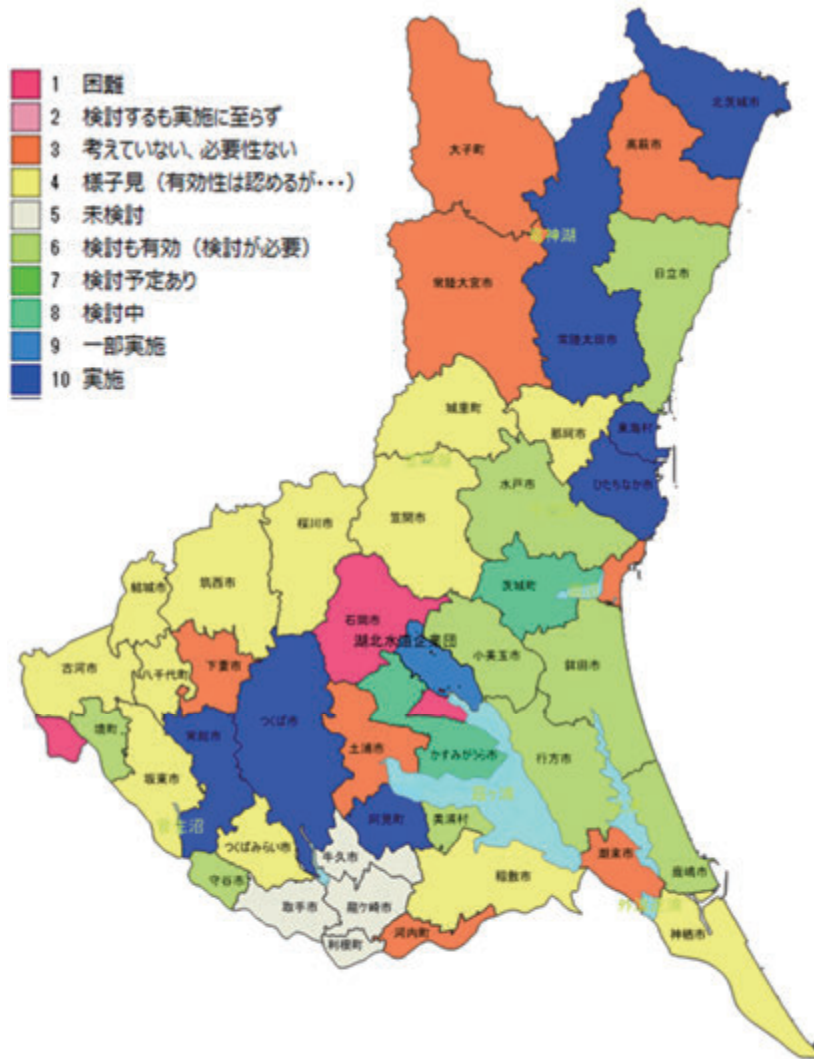 1 困難
2 検討するも実施に至らず
3 考えていない、必要性ない
4 様子見（有効性は認めるが・・・）
5 未検討
6 検討も有効（検討が必要）
7 検討予定あり
8 検討中
9 一部実施
10 実施
北茨城市
大子町
高萩市
日立市
常陸大宮市
常陸太田市
城里町
那珂市
東海村
ひたちなか市
水戸市
笠間市
桜川市
筑西市
結城市
茨城町
石岡市
湖北水道企業団
小美玉市
鉾田市
古河市
八千代町
下妻市
つくば市
境町
常総市
坂東市
土浦市
かすみがうら市
行方市
霞ヶ浦
阿見町
美浦村
菅生沼
つくばみらい市
牛久市
守谷市
取手市
龍ケ崎市
稲敷市
潮来市
鹿嶋市
利根町
河内町
神栖市